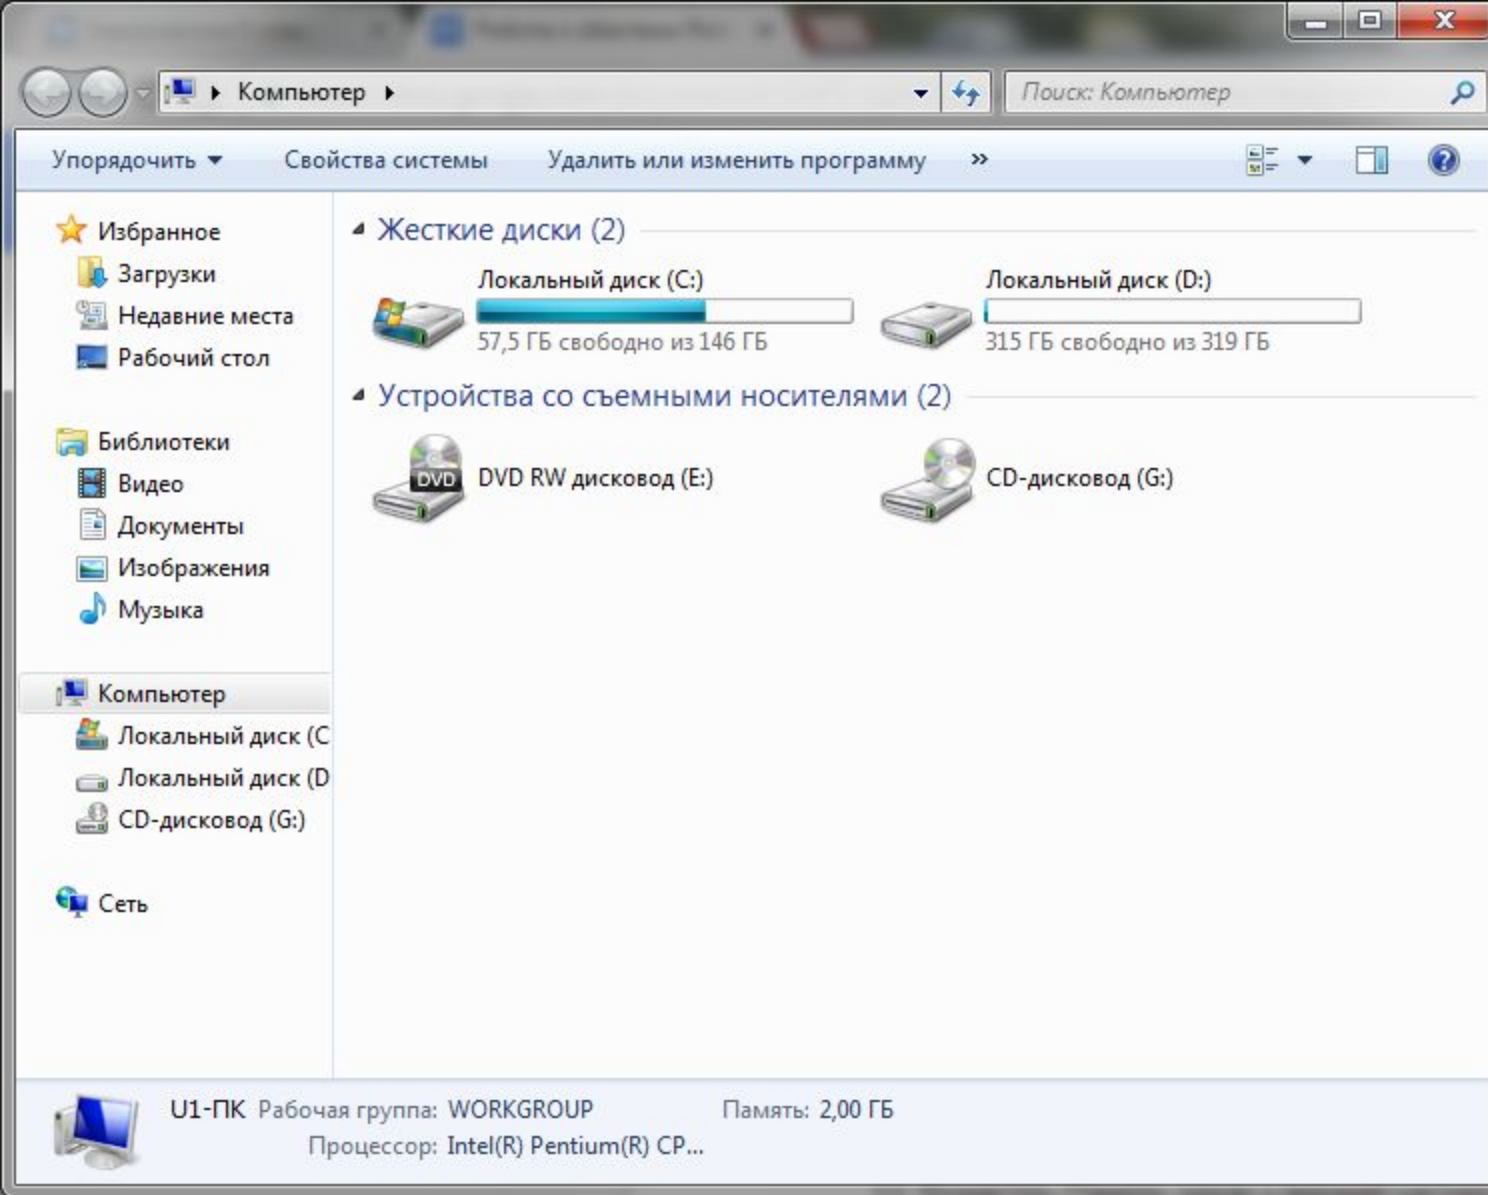 Компьютер
Поиск: Компьютер
Упорядочить Свойства системы Удалить или изменить программу »
Избранное
Загрузки
Недавние места
Рабочий стол
Библиотеки
Видео
Документы
Изображения
Музыка
Компьютер
Локальный диск (C
Локальный диск (D
CD-дисковод (G:)
Сеть
Жесткие диски (2)
Локальный диск (C:)
57,5 ГБ свободно из 146 ГБ
Локальный диск (D:)
315 ГБ свободно из 319 ГБ
Устройства со съемными носителями (2)
DVD
DVD RW дисковод (E:)
CD-дисковод (G:)
U1-ПК Рабочая группа: WORKGROUP Память: 2,00 ГБ
Процессор: Intel(R) Pentium(R) CP...